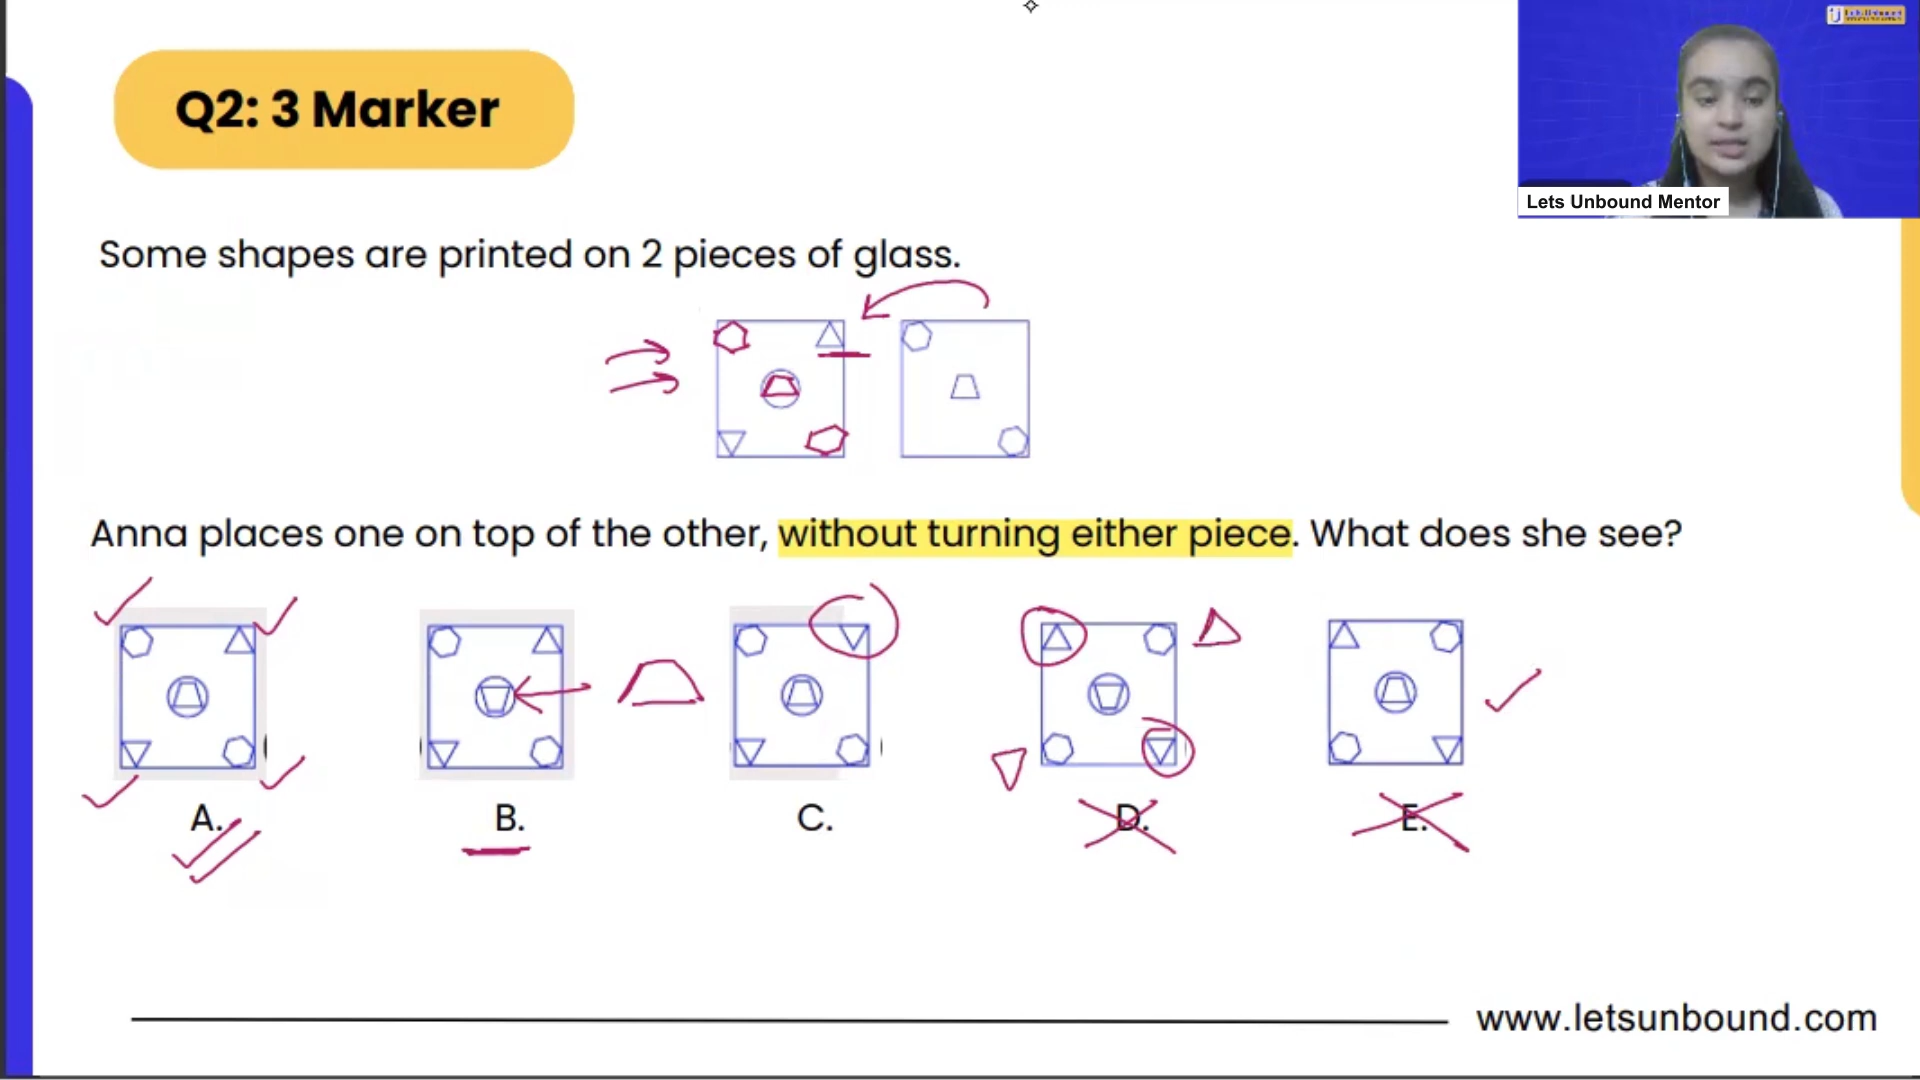 Q2: 3 Marker
Lets Unbound Mentor
Some shapes are printed on 2 pieces of glass.
Anna places one on top of the other, without turning either piece. What does she see?
A. B. C. D. E.
www.letsunbound.com